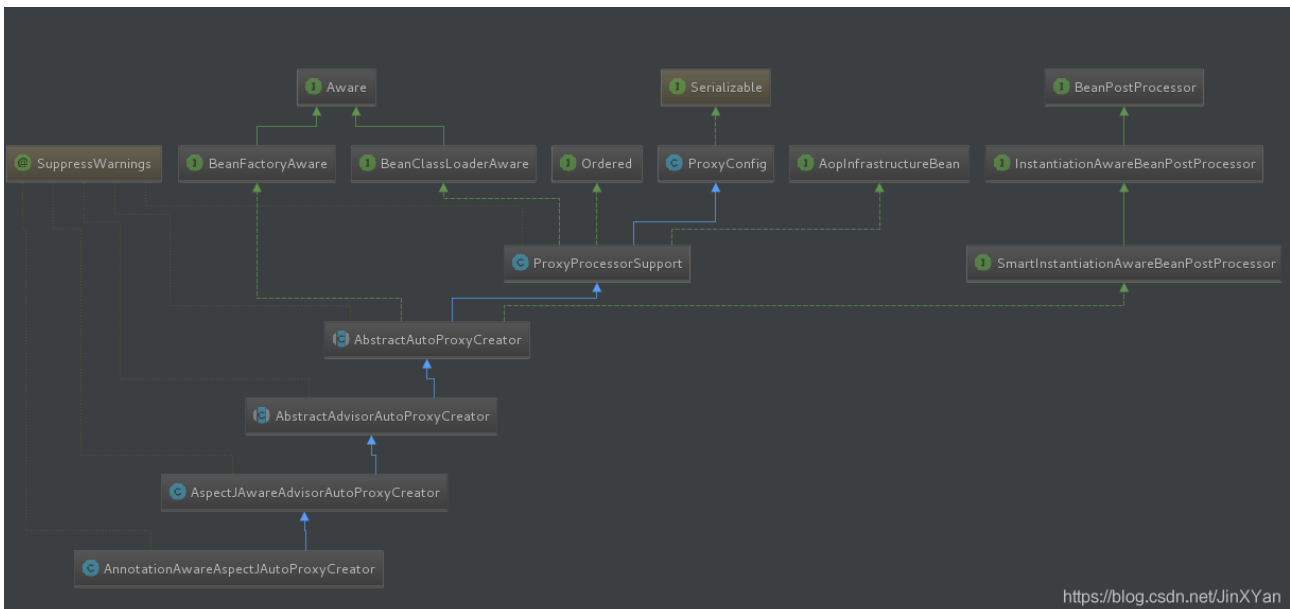 Aware
Serializable
BeanPostProcessor
SuppressWarnings
BeanFactoryAware
BeanClassLoaderAware
Ordered
ProxyConfig
AopInfrastructureBean
InstantiationAwareBeanPostProcessor
ProxyProcessorSupport
SmartInstantiationAwareBeanPostProcessor
AbstractAutoProxyCreator
AbstractAdvisorAutoProxyCreator
AspectJAwareAdvisorAutoProxyCreator
AnnotationAwareAspectJAutoProxyCreator
https://blog.csdn.net/JinXYan